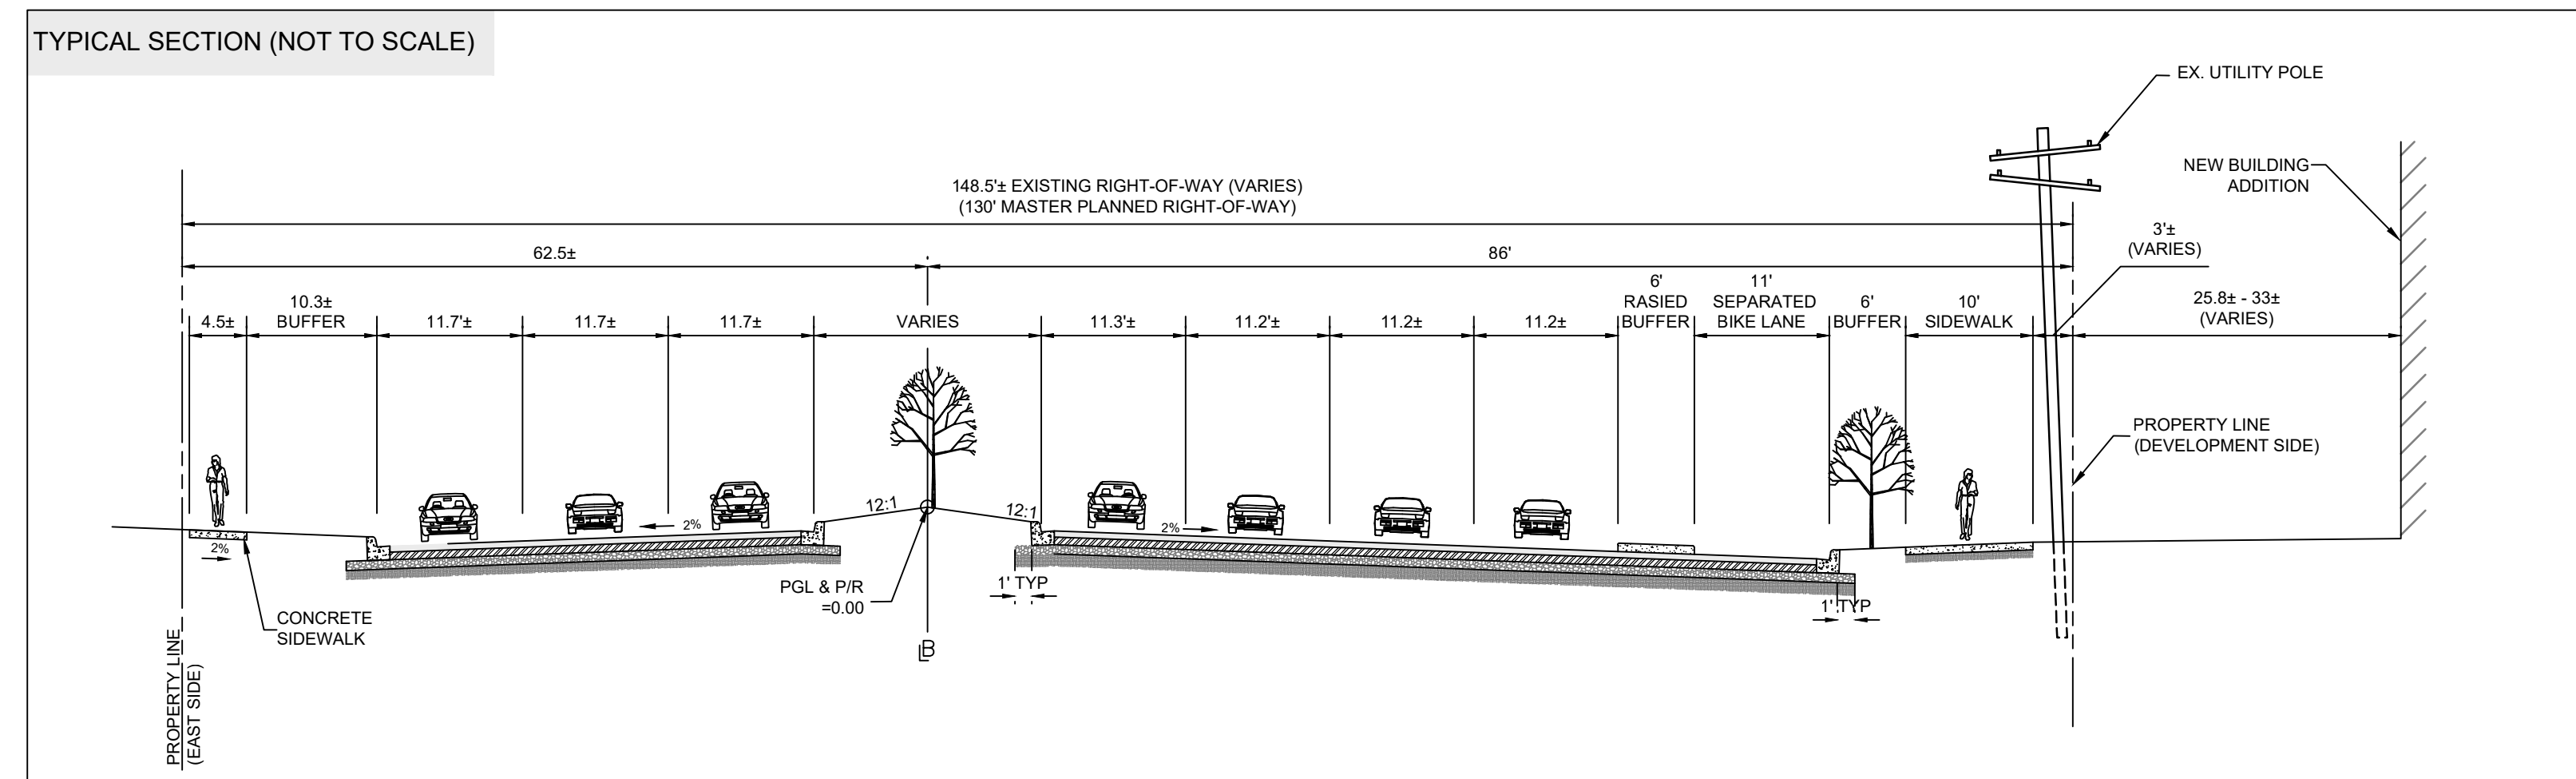 TYPICAL SECTION (NOT TO SCALE)
EX. UTILITY POLE
NEW BUILDING
ADDITION
148.5'± EXISTING RIGHT-OF-WAY (VARIES)
(130' MASTER PLANNED RIGHT-OF-WAY)
62.5±
86'
3'±
(VARIES)
4.5±
10.3±
BUFFER
11.7'±
11.7±
11.7±
VARIES
11.3'±
11.2'±
11.2±
11.2±
6'
RASIED
BUFFER
11'
SEPARATED
BIKE LANE
6'
BUFFER
10'
SIDEWALK
25.8± - 33±
(VARIES)
PROPERTY LINE
(DEVELOPMENT SIDE)
12:1
12:1
2%
2%
2%
PGL & P/R
=0.00
1' TYP
1' TYP
CONCRETE
SIDEWALK
PROPERTY LINE
(EAST SIDE)
B